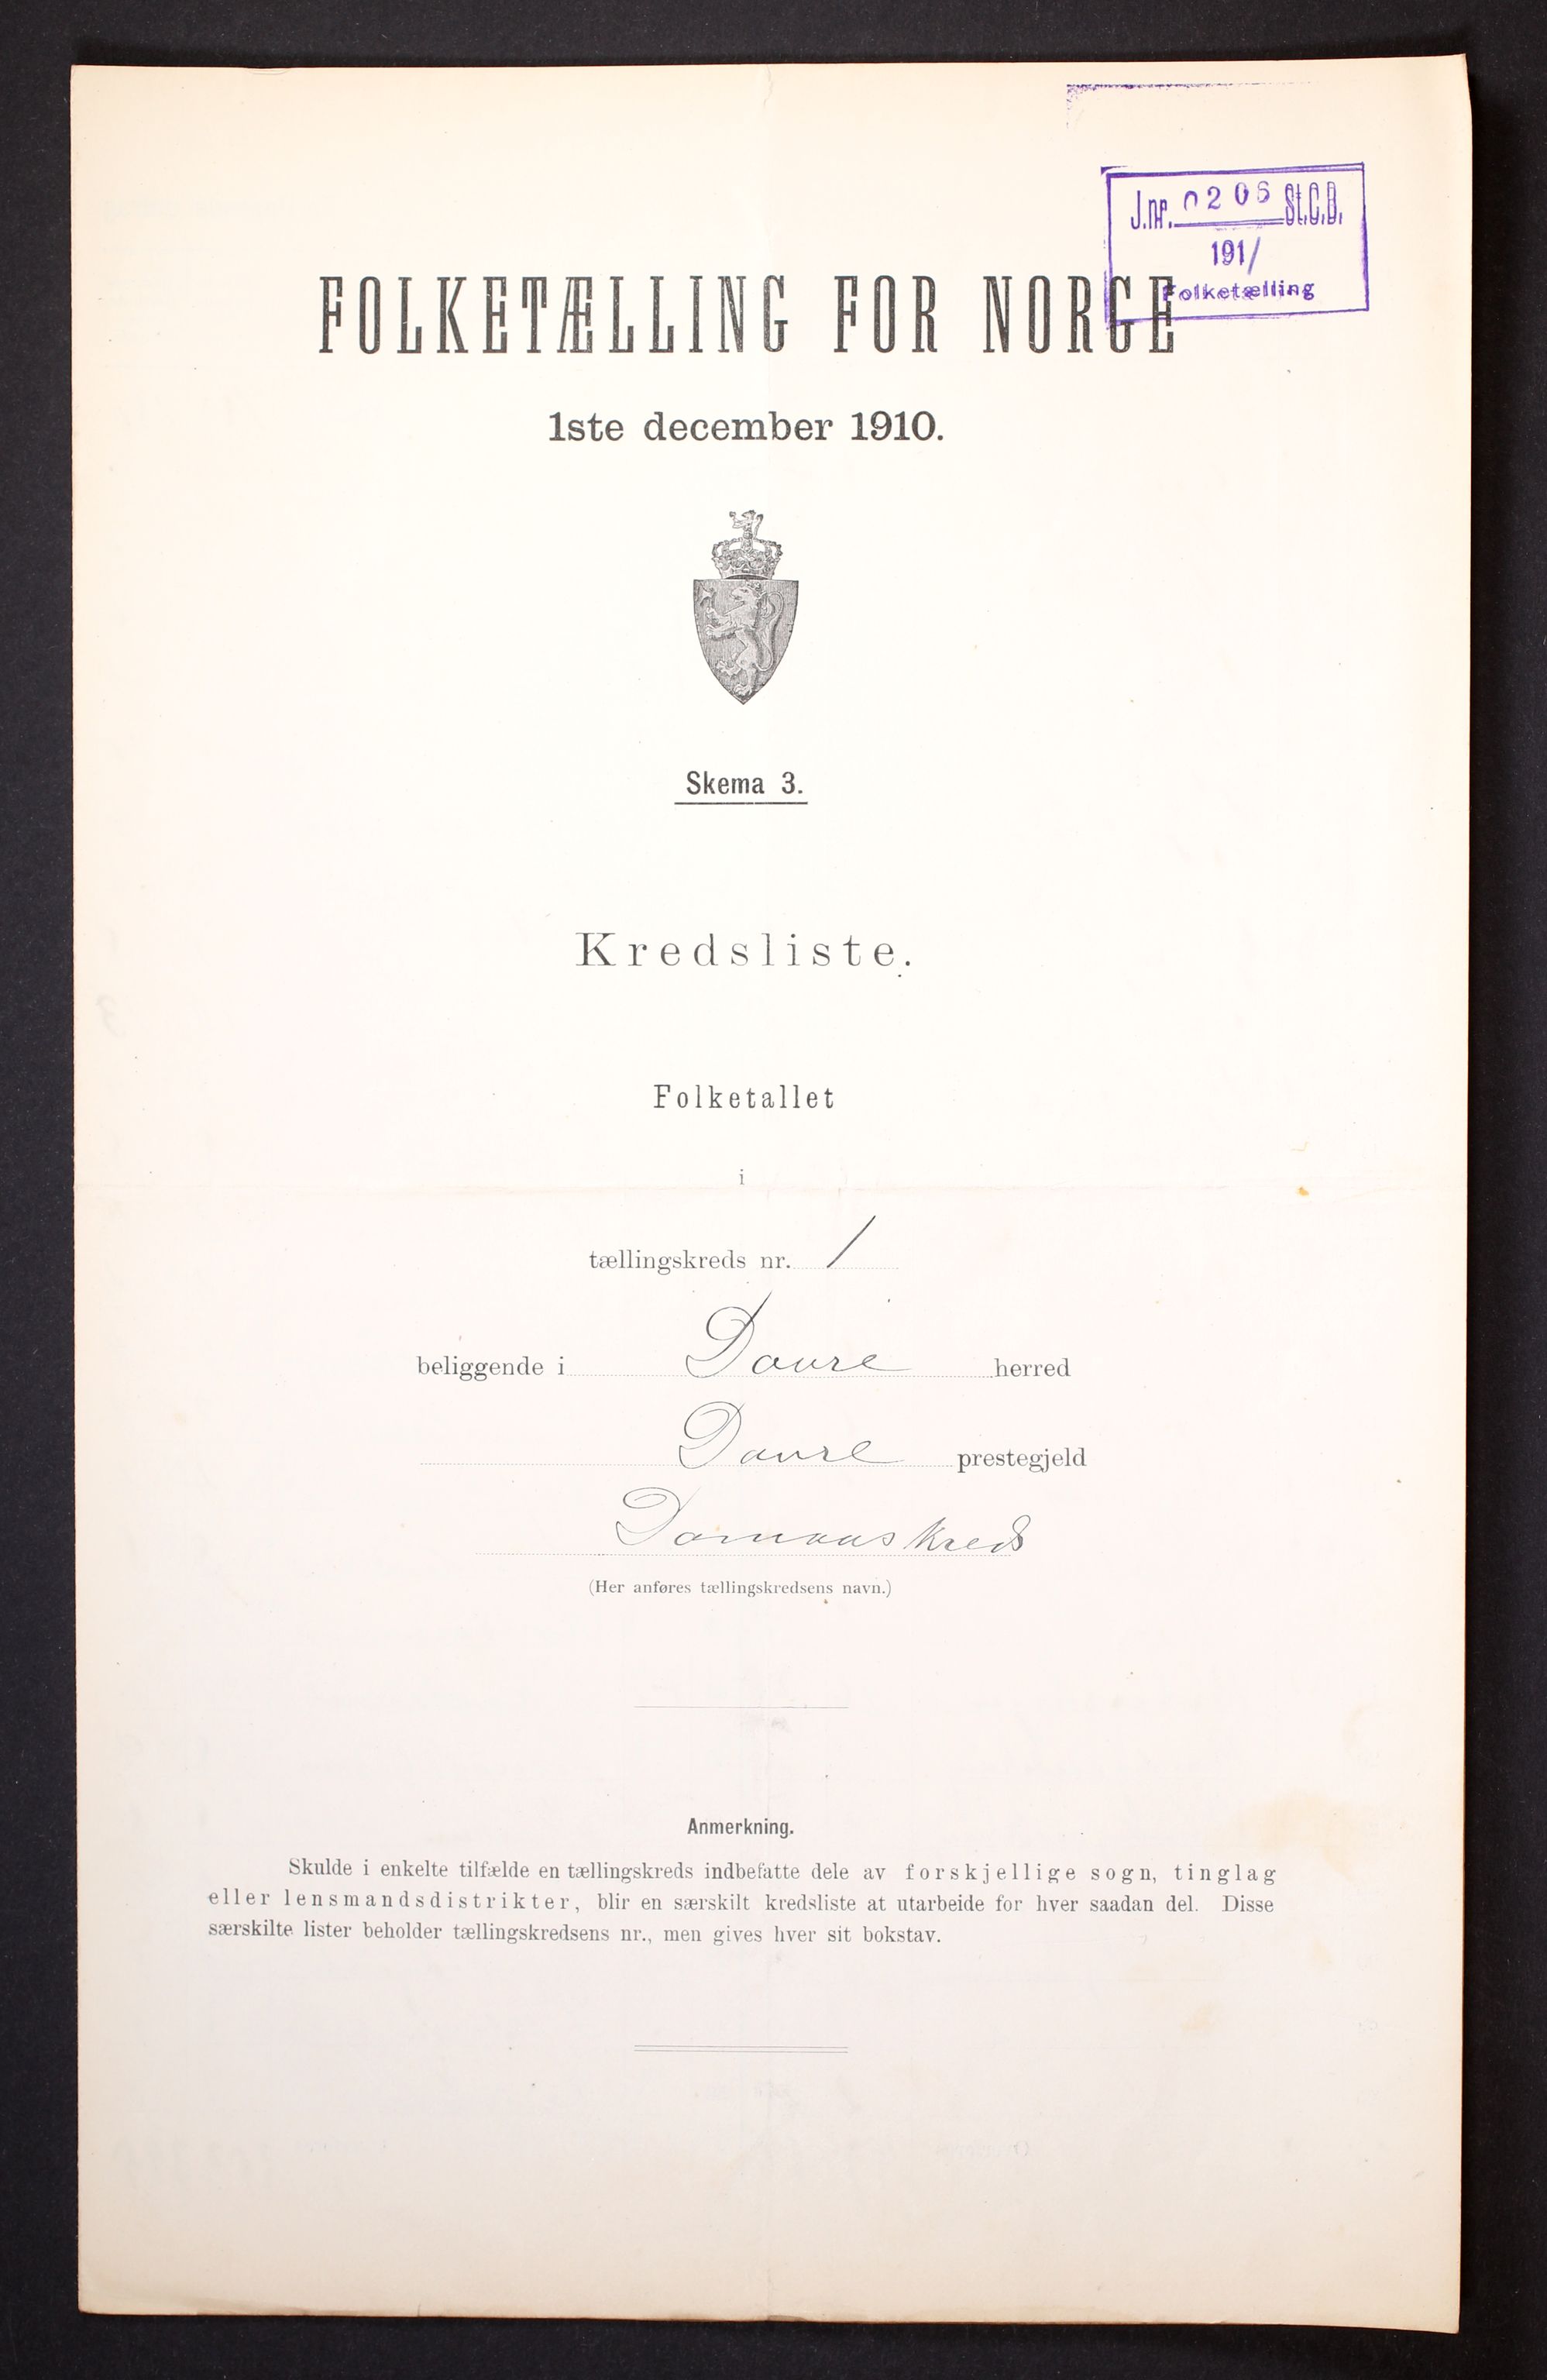 J.nr. 0206 St.C.B.
191/
Folketælling
FOLKETÆLLING FOR NORGE
1ste december 1910.
Skema 3.
Kredsliste.
Folketallet
i
tællingskreds nr. 1
beliggende i Dovre herred
Dovre prestegjeld
Domaas kreds
(Her anføres tællingskredsens navn.)
Anmerkning.
Skulde i enkelte tilfælde en tællingskreds indbefatte dele av forskjellige sogn, tinglag
eller lensmandsdistrikter, blir en særskilt kredsliste at utarbeide for hver saadan del. Disse
særskilte lister beholder tællingskredsens nr., men gives hver sit bokstav.